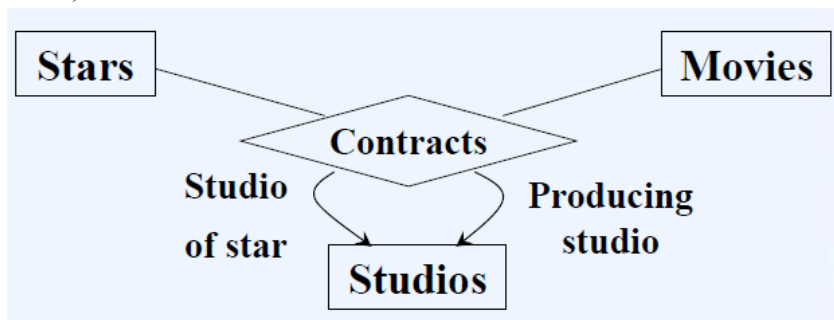 Stars
Movies
Contracts
Studio
of star
Producing
studio
Studios